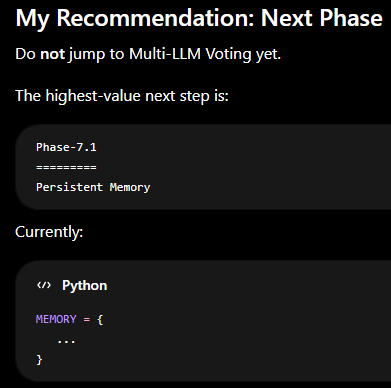 My Recommendation: Next Phase
Do not jump to Multi-LLM Voting yet.
The highest-value next step is:
Phase-7.1
=========
Persistent Memory
Currently:
</> Python
MEMORY = {
   ...
}